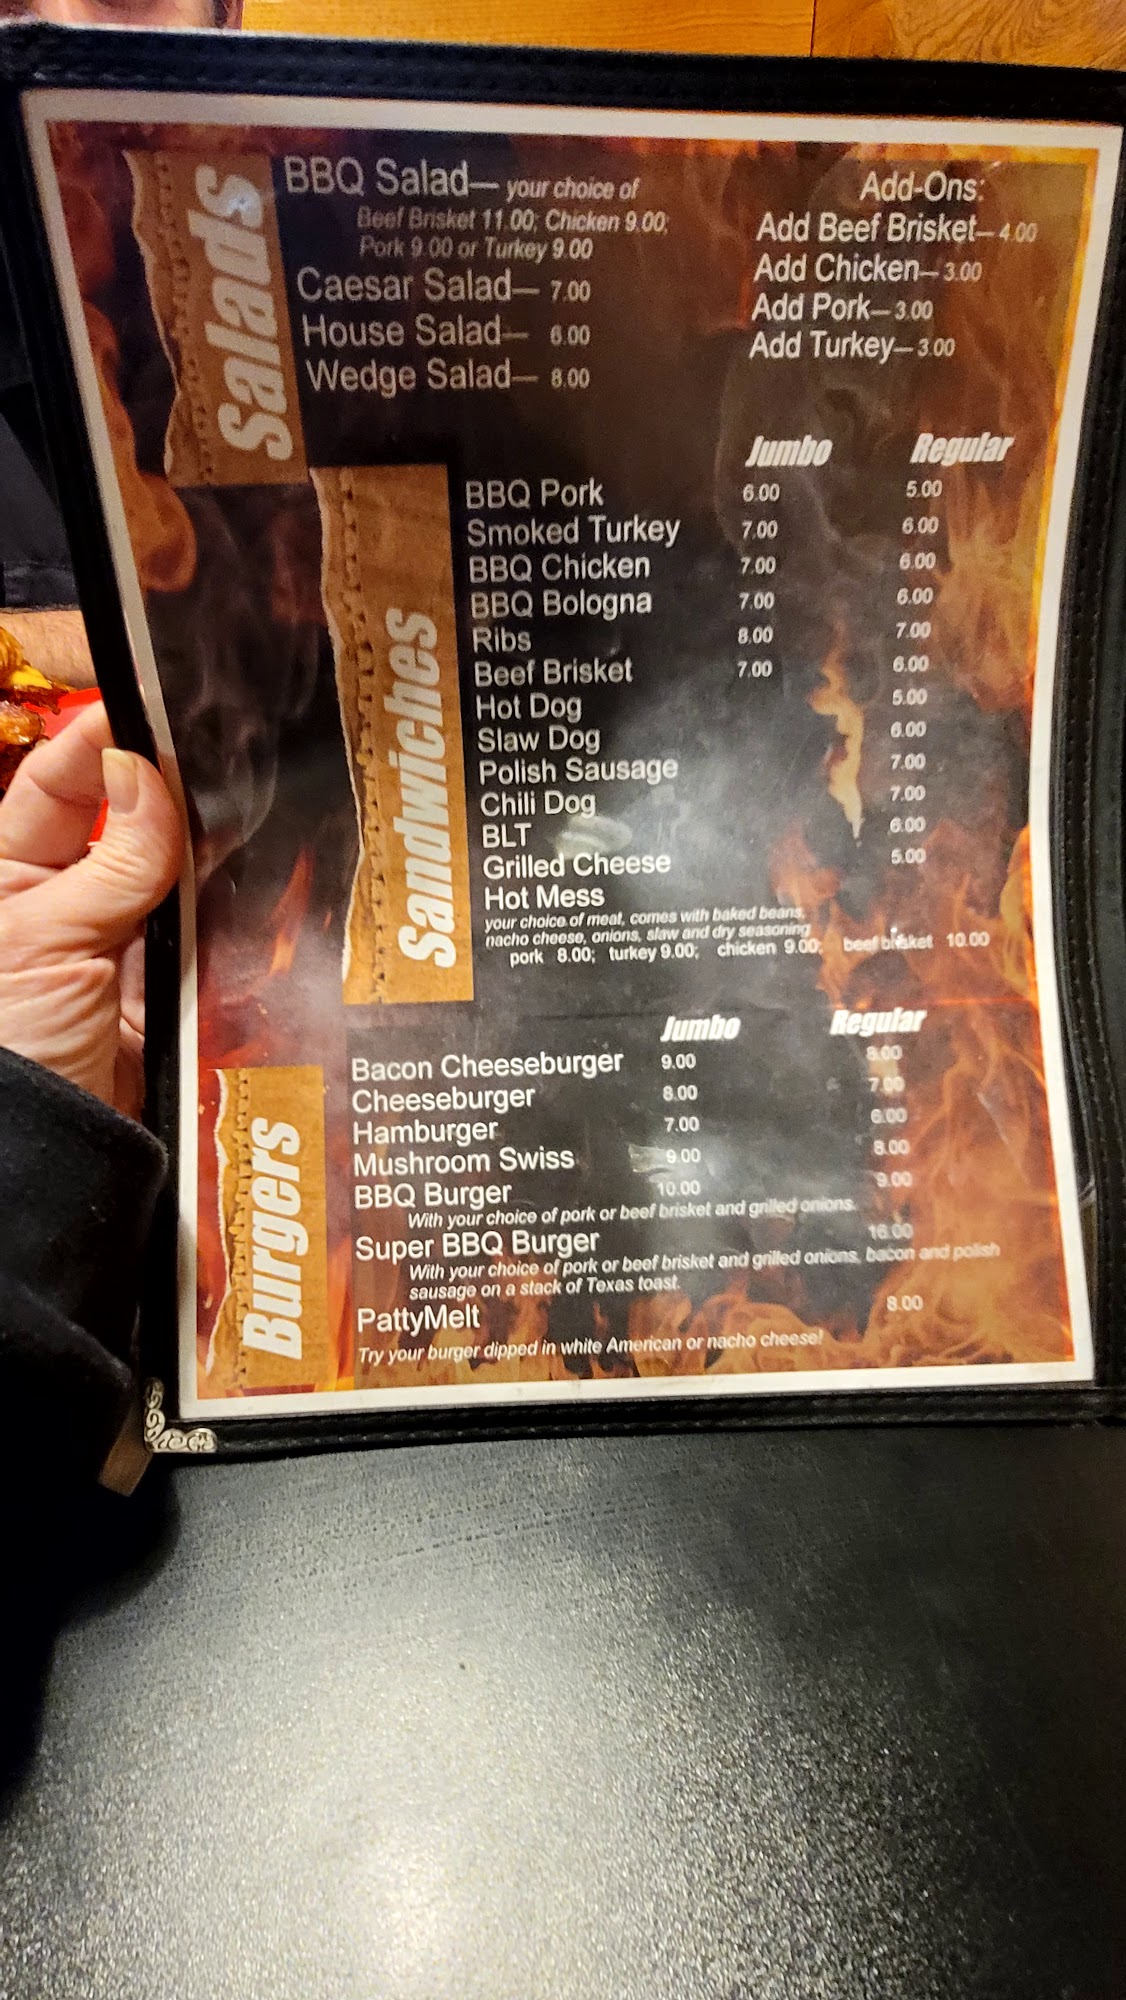 Salads
BBQ Salad— your choice of
Beef Brisket 11.00; Chicken 9.00;
Pork 9.00 or Turkey 9.00
Caesar Salad— 7.00
House Salad— 6.00
Wedge Salad— 8.00
Add-Ons:
Add Beef Brisket— 4.00
Add Chicken— 3.00
Add Pork— 3.00
Add Turkey— 3.00
Sandwiches
Jumbo Regular
BBQ Pork 6.00 5.00
Smoked Turkey 7.00 6.00
BBQ Chicken 7.00 6.00
BBQ Bologna 7.00 6.00
Ribs 8.00 7.00
Beef Brisket 7.00 6.00
Hot Dog 5.00
Slaw Dog 6.00
Polish Sausage 7.00
Chili Dog 7.00
BLT 6.00
Grilled Cheese 5.00
Hot Mess
your choice of meat, comes with baked beans,
nacho cheese, onions, slaw and dry seasoning
pork 8.00; turkey 9.00; chicken 9.00; beef brisket 10.00
Burgers
Jumbo Regular
Bacon Cheeseburger 9.00 8.00
Cheeseburger 8.00 7.00
Hamburger 7.00 6.00
Mushroom Swiss 9.00 8.00
BBQ Burger 10.00 9.00
With your choice of pork or beef brisket and grilled onions.
Super BBQ Burger 16.00
With your choice of pork or beef brisket and grilled onions, bacon and polish
sausage on a stack of Texas toast.
PattyMelt 8.00
Try your burger dipped in white American or nacho cheese!